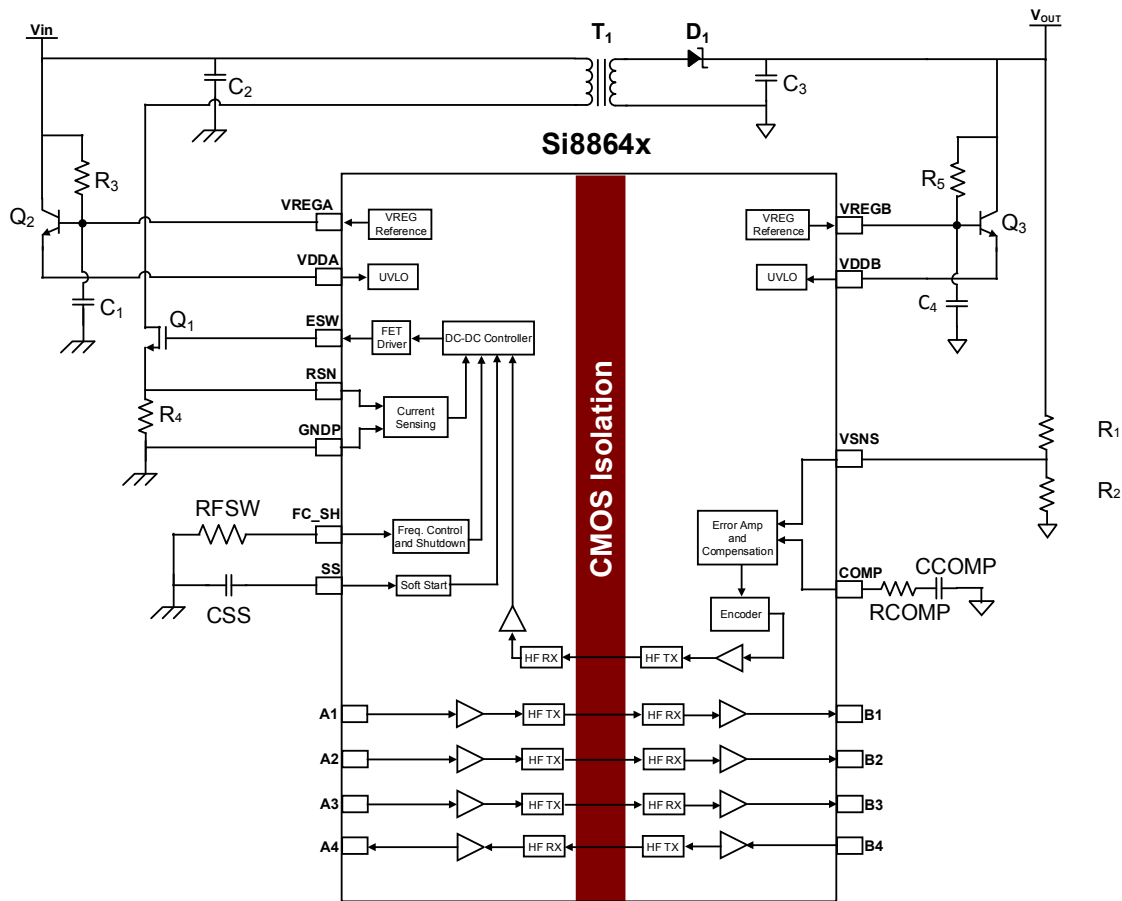 Vin
T1
D1
VOUT
C2
C3
Si8864x
R3
R5
Q2
VREGA
VREG
Reference
VREG
Reference
VREGB
Q3
VDDA
UVLO
UVLO
VDDB
C1
C4
Q1
ESW
FET
Driver
DC-DC Controller
RSN
R4
Current
Sensing
GNDP
CMOS Isolation
VSNS
R1
R2
RFSW
FC_SH
Freq. Control
and Shutdown
Error Amp
and
Compensation
SS
Soft Start
CSS
COMP
CCOMP
RCOMP
Encoder
HF RX
HF TX
A1
HF TX
HF RX
B1
A2
HF TX
HF RX
B2
A3
HF TX
HF RX
B3
A4
HF RX
HF TX
B4